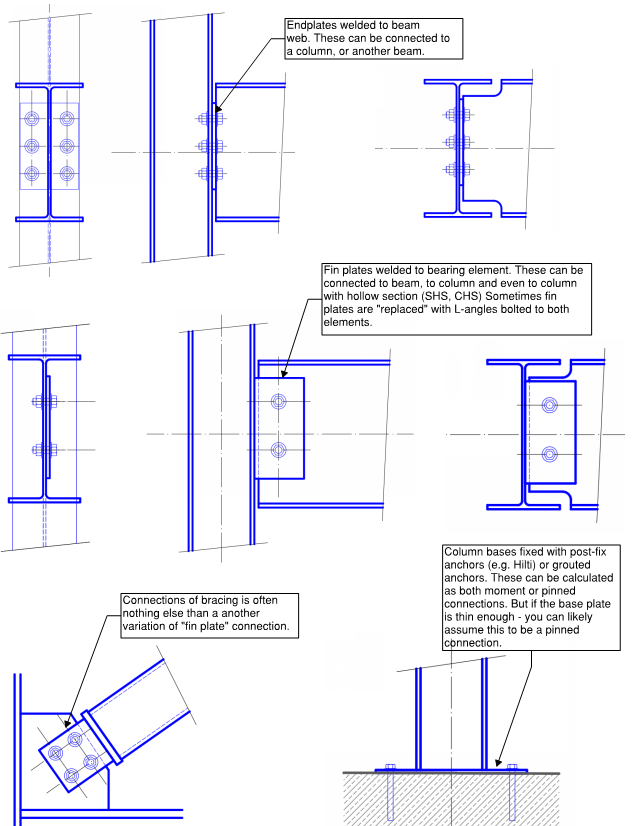 Endplates welded to beam
web. These can be connected to
a column, or another beam.
Fin plates welded to bearing element. These can be
connected to beam, to column and even to column
with hollow section (SHS, CHS) Sometimes fin
plates are "replaced" with L-angles bolted to both
elements.
Column bases fixed with post-fix
anchors (e.g. Hilti) or grouted
anchors. These can be calculated
as both moment or pinned
connections. But if the base plate
is thin enough - you can likely
assume this to be a pinned
connection.
Connections of bracing is often
nothing else than a another
variation of "fin plate" connection.